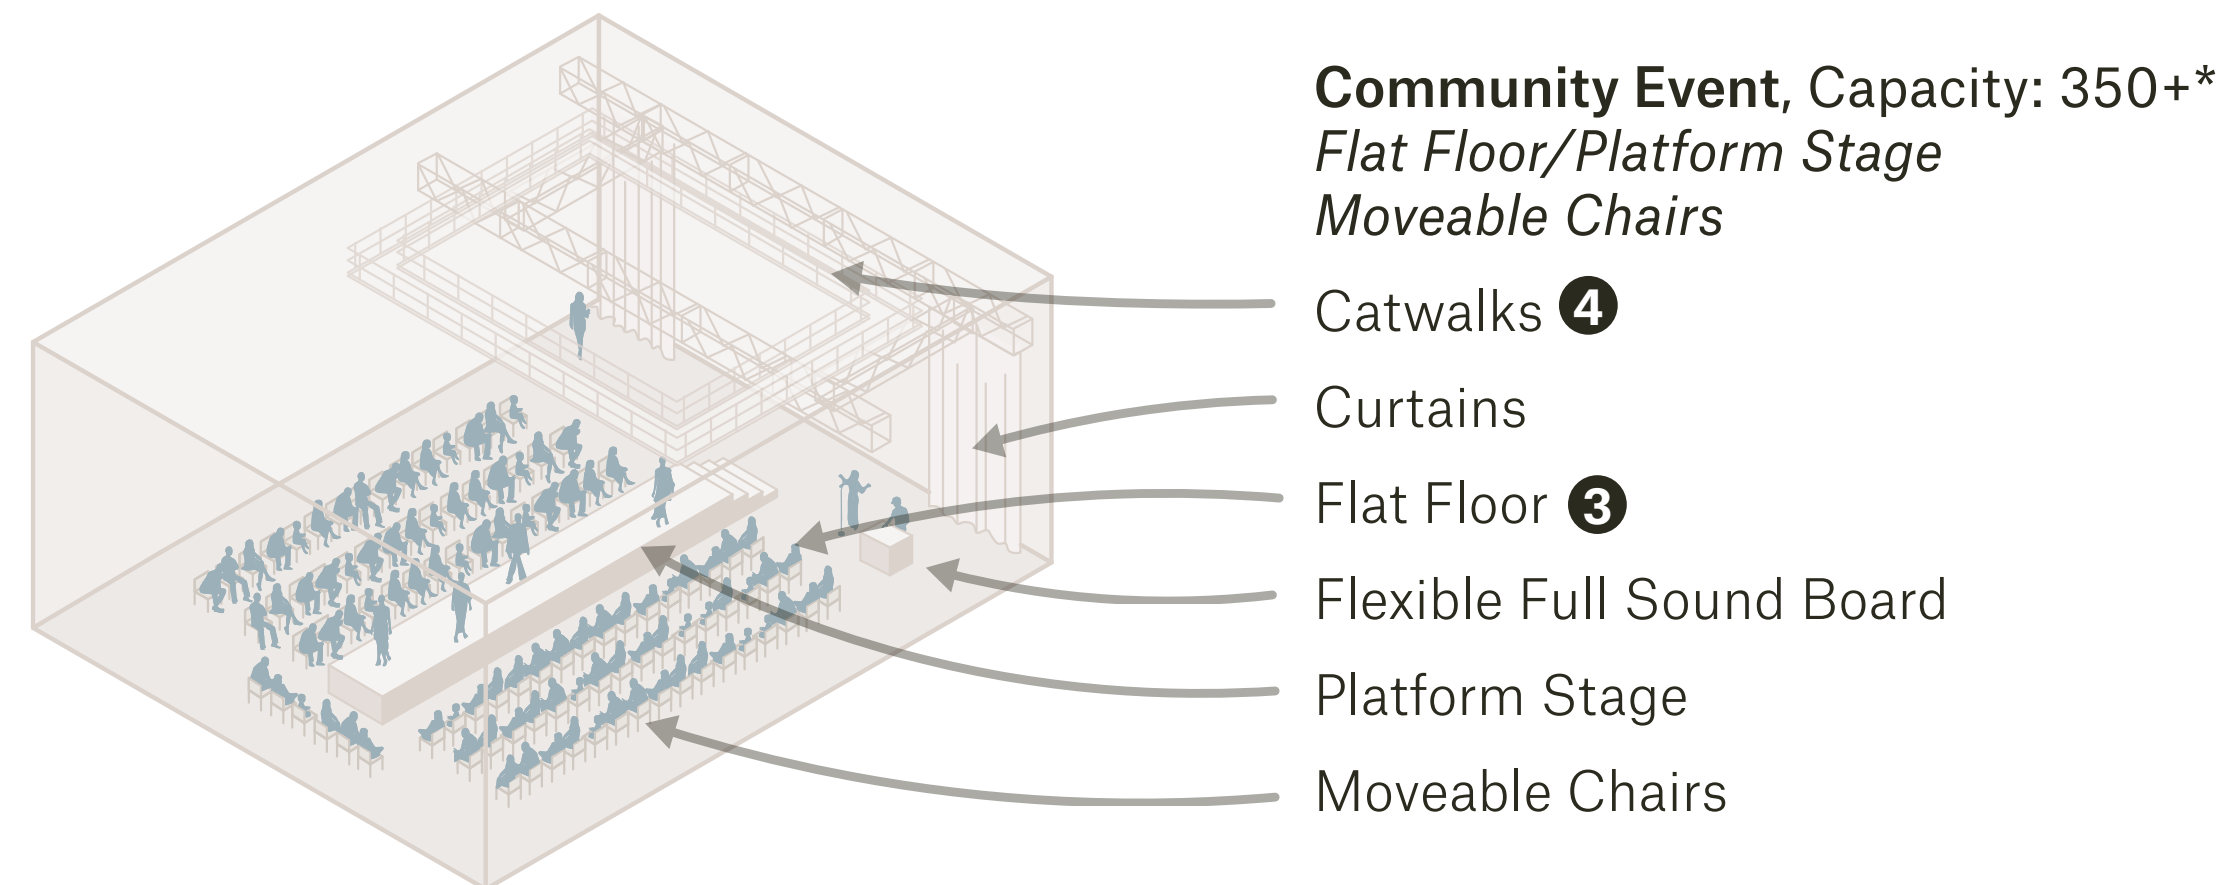 Community Event, Capacity: 350+*
Flat Floor/Platform Stage
Moveable Chairs
Catwalks 4
Curtains
Flat Floor 3
Flexible Full Sound Board
Platform Stage
Moveable Chairs